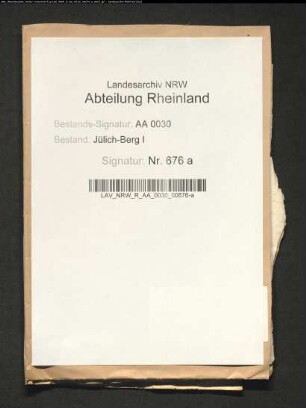 Landesarchiv NRW
Abteilung Rheinland
Bestands-Signatur: AA 0030
Bestand: Jülich-Berg I
Signatur: Nr. 676 a
LAV_NRW_R_AA_0030_00676-a